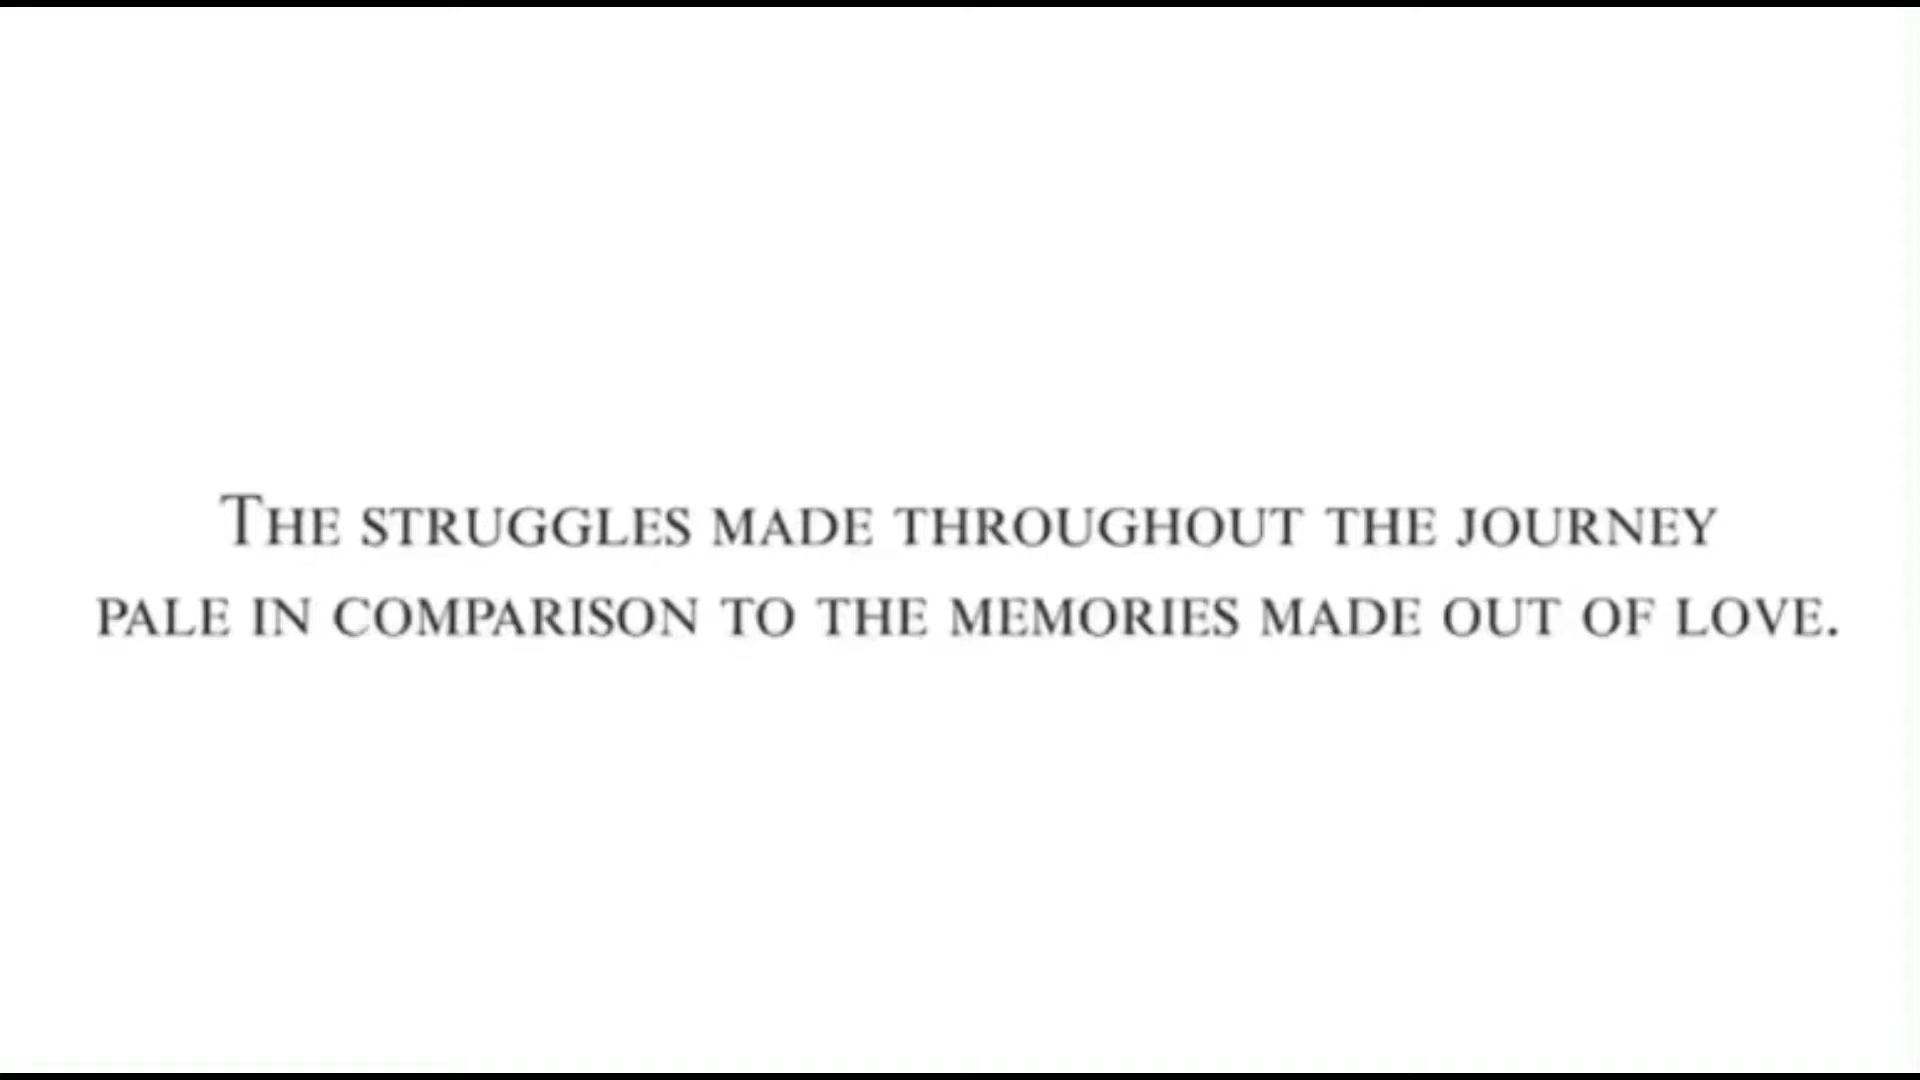 The struggles made throughout the journey
pale in comparison to the memories made out of love.